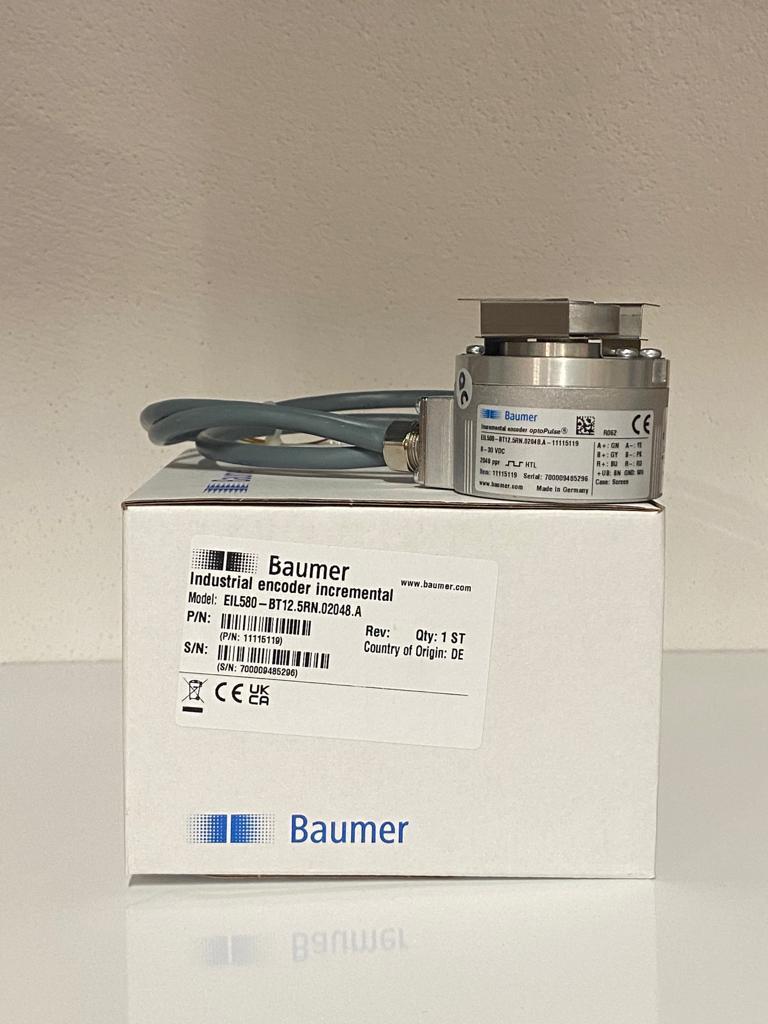 Baumer
Incremental encoder optoPulse®
EIL580-BT12.5RN.02048.A-11115119
8-30 VDC
2048 ppr HTL
Item: 11115119 Serial: 700009485296
www.baumer.com Made in Germany
R062
CE
A+: GN A-: YE
B+: GY B-: PK
R+: BU R-: RD
+UB: BN GND: WH
Case: Screen
QC
Baumer
Baumer
www.baumer.com
Industrial encoder incremental
Model: EIL580-BT12.5RN.02048.A
P/N:
(P/N: 11115119)
Rev: Qty: 1 ST
S/N:
Country of Origin: DE
(S/N: 700009485296)
CE UK
CA
Baumer